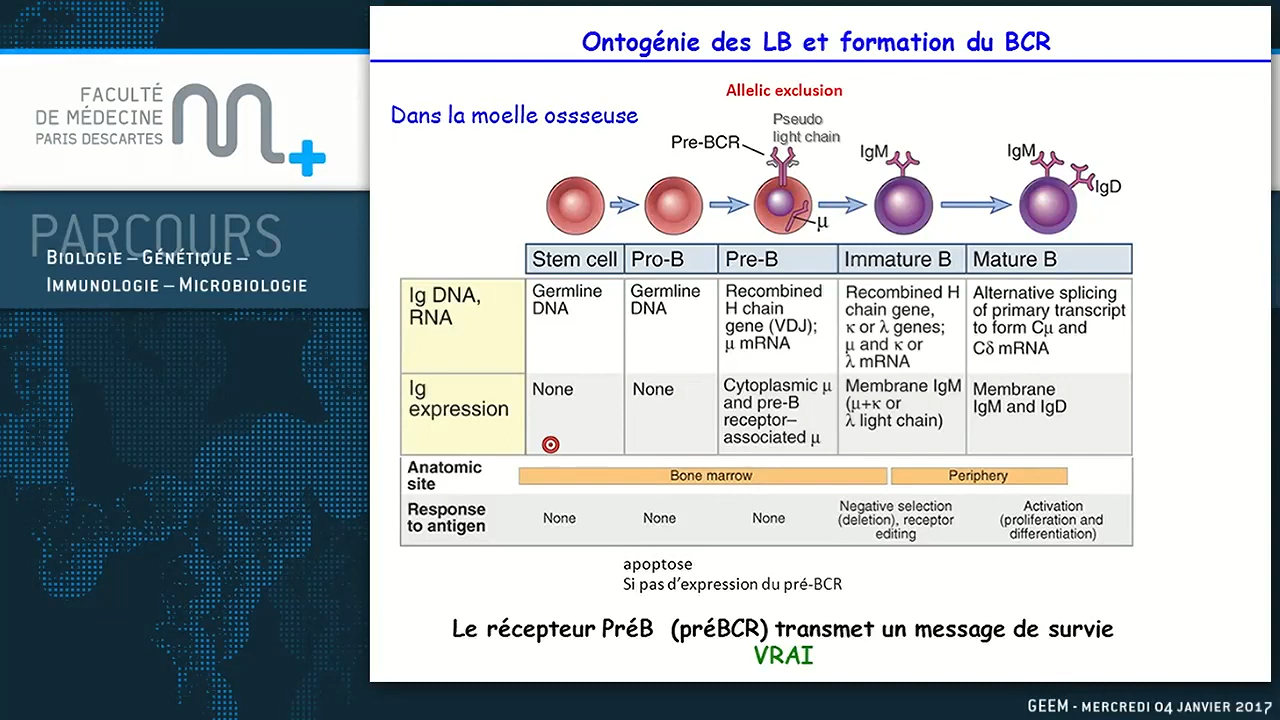 FACULTÉ
DE MÉDECINE
PARIS DESCARTES
PARCOURS
BIOLOGIE – GÉNÉTIQUE –
IMMUNOLOGIE – MICROBIOLOGIE
Ontogénie des LB et formation du BCR
Allelic exclusion
Dans la moelle ossseuse
Pseudo
light chain
Pre-BCR
IgM
IgM
IgD
μ
Stem cell
Pro-B
Pre-B
Immature B
Mature B
Ig DNA,
RNA
Germline
DNA
Germline
DNA
Recombined
H chain
gene (VDJ);
μ mRNA
Recombined H
chain gene,
κ or λ genes;
μ and κ or
λ mRNA
Alternative splicing
of primary transcript
to form Cμ and
Cδ mRNA
Ig
expression
None
None
Cytoplasmic μ
and pre-B
receptor–
associated μ
Membrane IgM
(μ+κ or
λ light chain)
Membrane
IgM and IgD
Anatomic
site
Bone marrow
Periphery
Response
to antigen
None
None
None
Negative selection
(deletion), receptor
editing
Activation
(proliferation and
differentiation)
apoptose
Si pas d'expression du pré-BCR
Le récepteur PréB (préBCR) transmet un message de survie
VRAI
GEEM - MERCREDI 04 JANVIER 2017